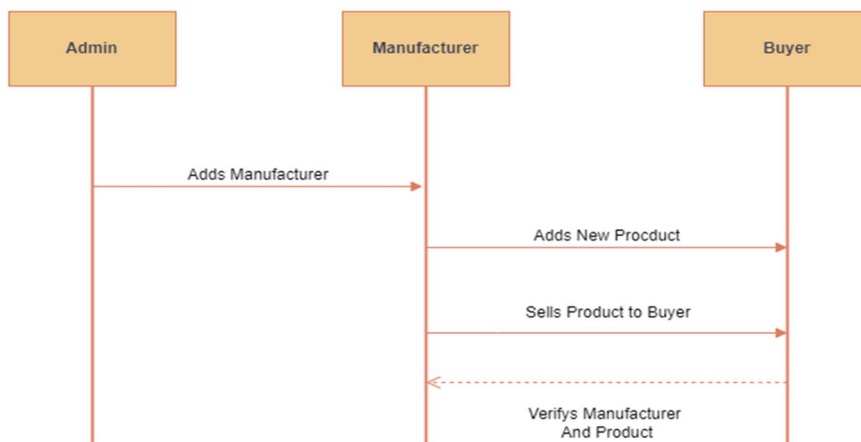 Admin
Manufacturer
Buyer
Adds Manufacturer
Adds New Procduct
Sells Product to Buyer
Verifys Manufacturer
And Product